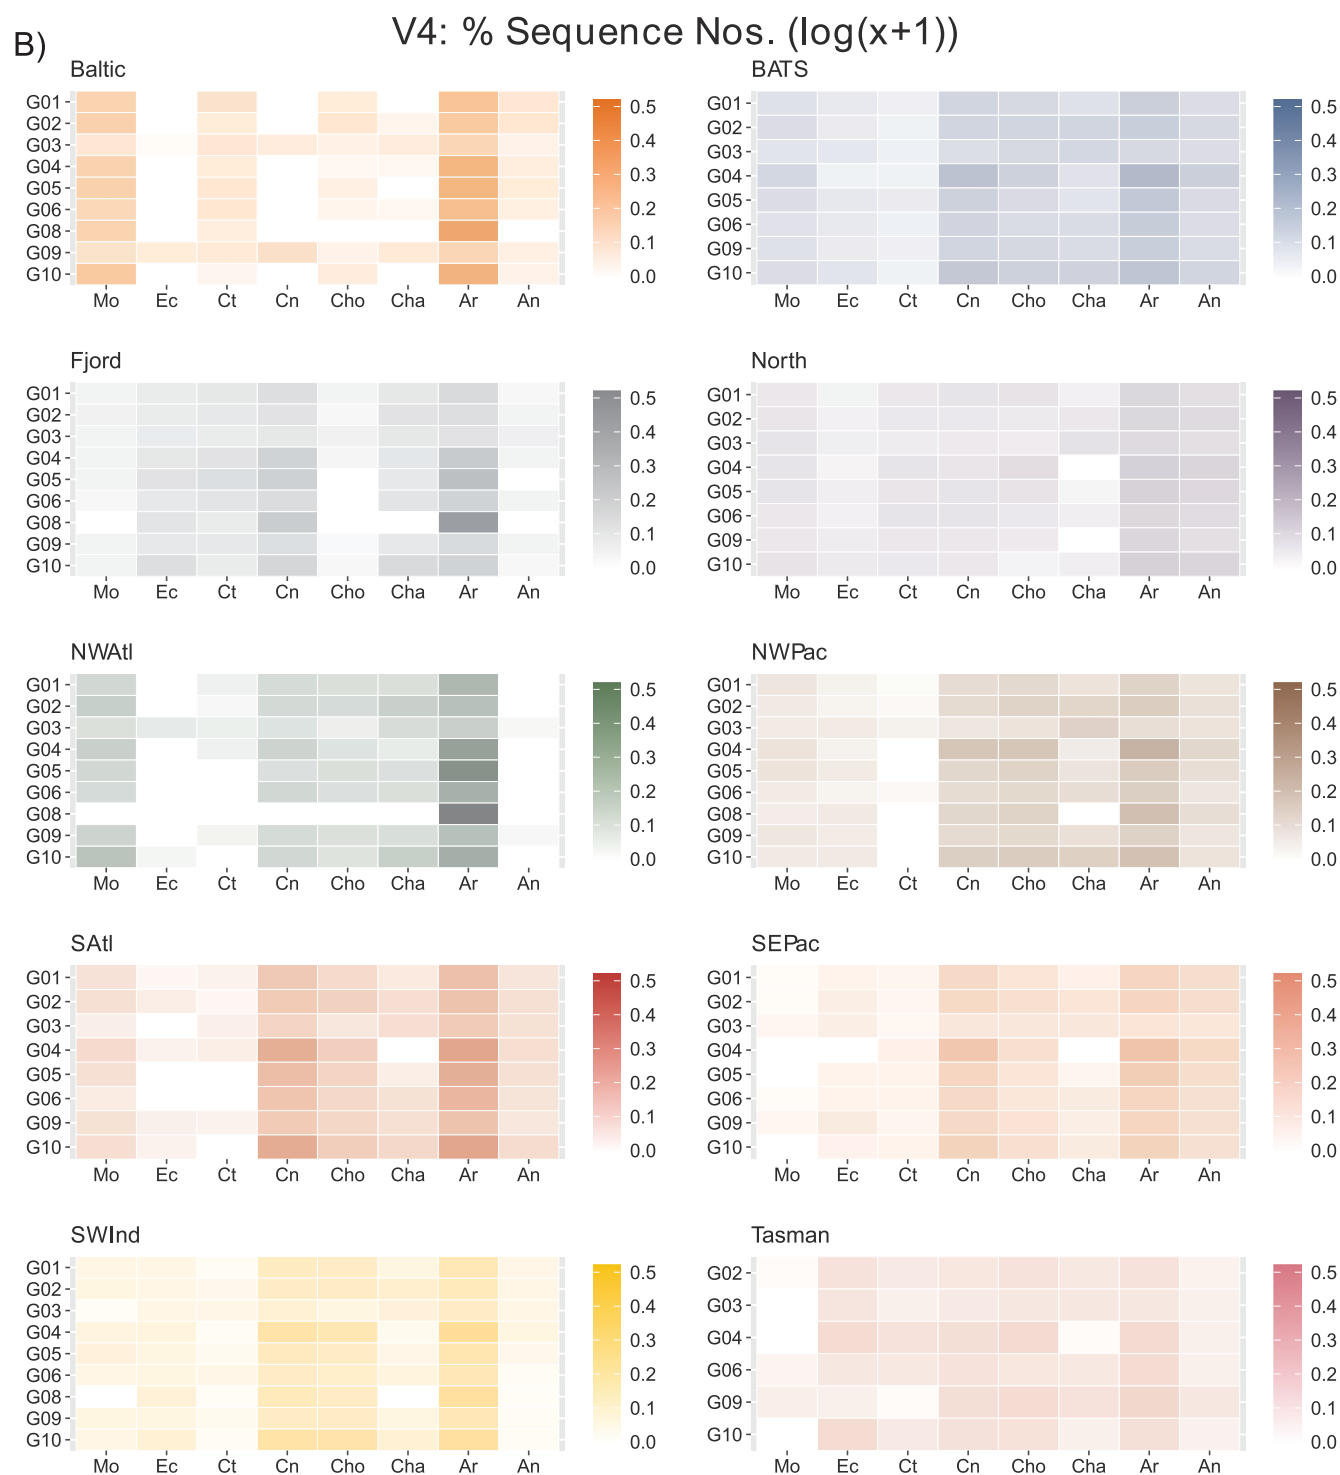 B)
V4: % Sequence Nos. (log(x+1))
Baltic
G01
G02
G03
G04
G05
G06
G08
G09
G10
Mo Ec Ct Cn Cho Cha Ar An
0.5
0.4
0.3
0.2
0.1
0.0
BATS
G01
G02
G03
G04
G05
G06
G09
G10
Mo Ec Ct Cn Cho Cha Ar An
0.5
0.4
0.3
0.2
0.1
0.0
Fjord
G01
G02
G03
G04
G05
G06
G08
G09
G10
Mo Ec Ct Cn Cho Cha Ar An
0.5
0.4
0.3
0.2
0.1
0.0
North
G01
G02
G03
G04
G05
G06
G09
G10
Mo Ec Ct Cn Cho Cha Ar An
0.5
0.4
0.3
0.2
0.1
0.0
NWAtl
G01
G02
G03
G04
G05
G06
G08
G09
G10
Mo Ec Ct Cn Cho Cha Ar An
0.5
0.4
0.3
0.2
0.1
0.0
NWPac
G01
G02
G03
G04
G05
G06
G08
G09
G10
Mo Ec Ct Cn Cho Cha Ar An
0.5
0.4
0.3
0.2
0.1
0.0
SAtl
G01
G02
G03
G04
G05
G06
G09
G10
Mo Ec Ct Cn Cho Cha Ar An
0.5
0.4
0.3
0.2
0.1
0.0
SEPac
G01
G02
G03
G04
G05
G06
G09
G10
Mo Ec Ct Cn Cho Cha Ar An
0.5
0.4
0.3
0.2
0.1
0.0
SWInd
G01
G02
G03
G04
G05
G06
G08
G09
G10
Mo Ec Ct Cn Cho Cha Ar An
0.5
0.4
0.3
0.2
0.1
0.0
Tasman
G02
G03
G04
G06
G09
G10
Mo Ec Ct Cn Cho Cha Ar An
0.5
0.4
0.3
0.2
0.1
0.0